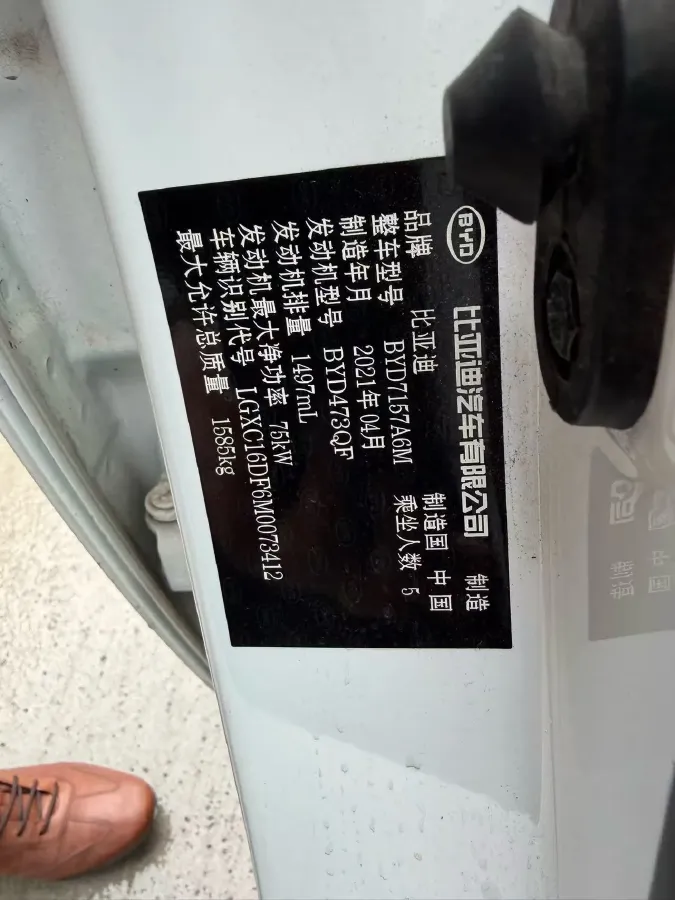 BYD 比亚迪汽车有限公司 制造
品牌 比亚迪 制造国 中国
整车型号 BYD7157A6M 乘坐人数 5
制造年月 2021年04月
发动机型号 BYD473QF
发动机排量 1497mL
发动机最大净功率 75kW
车辆识别代号 LGXC16DF6M0073412
最大允许总质量 1585kg